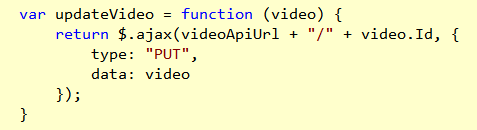 var updateVideo = function (video) {
    return $.ajax(videoApiUrl + "/" + video.Id, {
        type: "PUT",
        data: video
    });
}